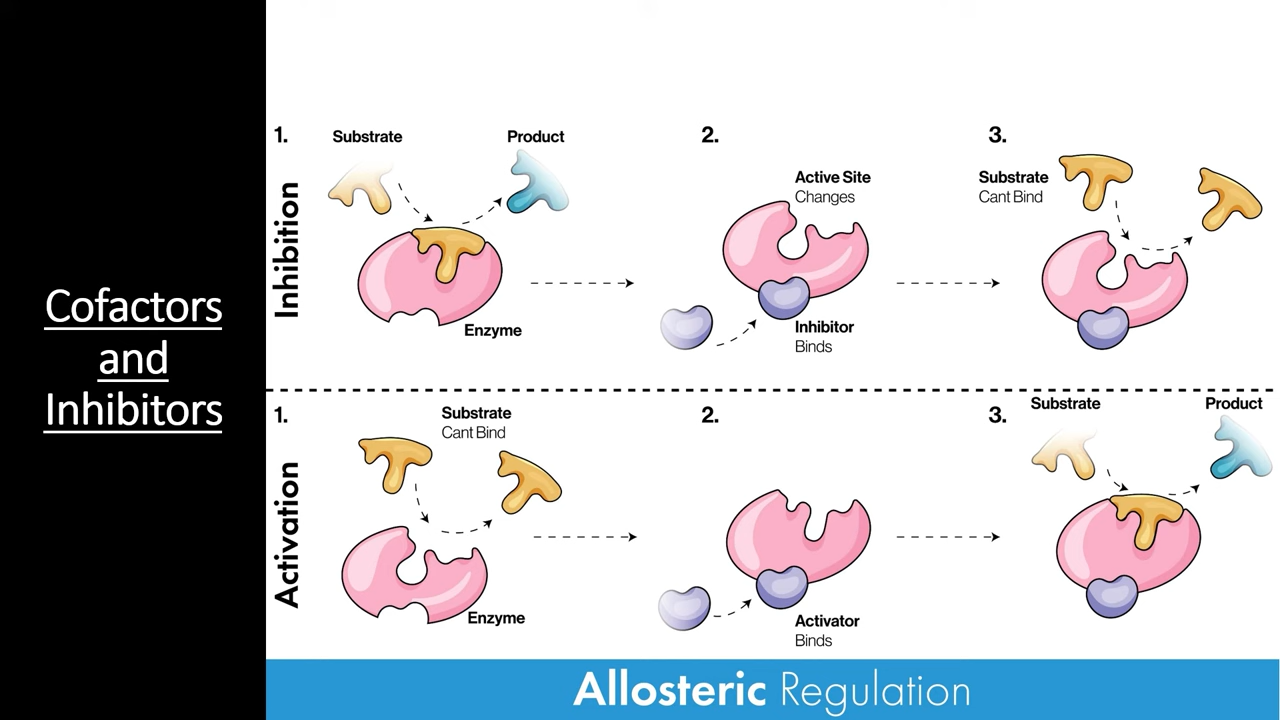 Cofactors
and
Inhibitors
Inhibition
1.
Substrate
Product
Enzyme
2.
Active Site
Changes
Inhibitor
Binds
3.
Substrate
Cant Bind
Activation
1.
Substrate
Cant Bind
Enzyme
2.
Activator
Binds
3.
Substrate
Product
Allosteric Regulation